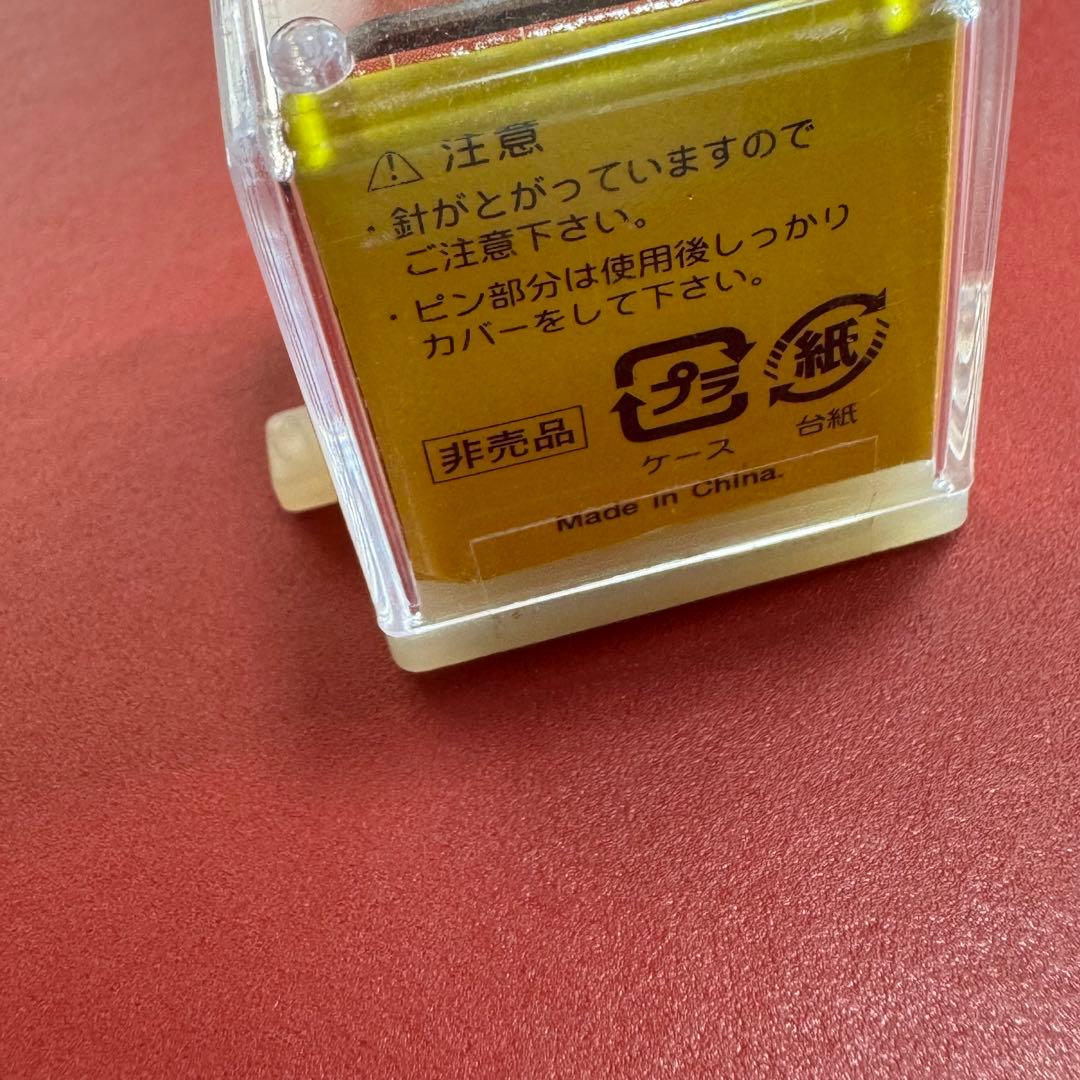 ⚠ 注意
・針がとがっていますので
ご注意下さい。
・ピン部分は使用後しっかり
カバーをして下さい。
プラ 紙
非売品 ケース 台紙
Made in China.